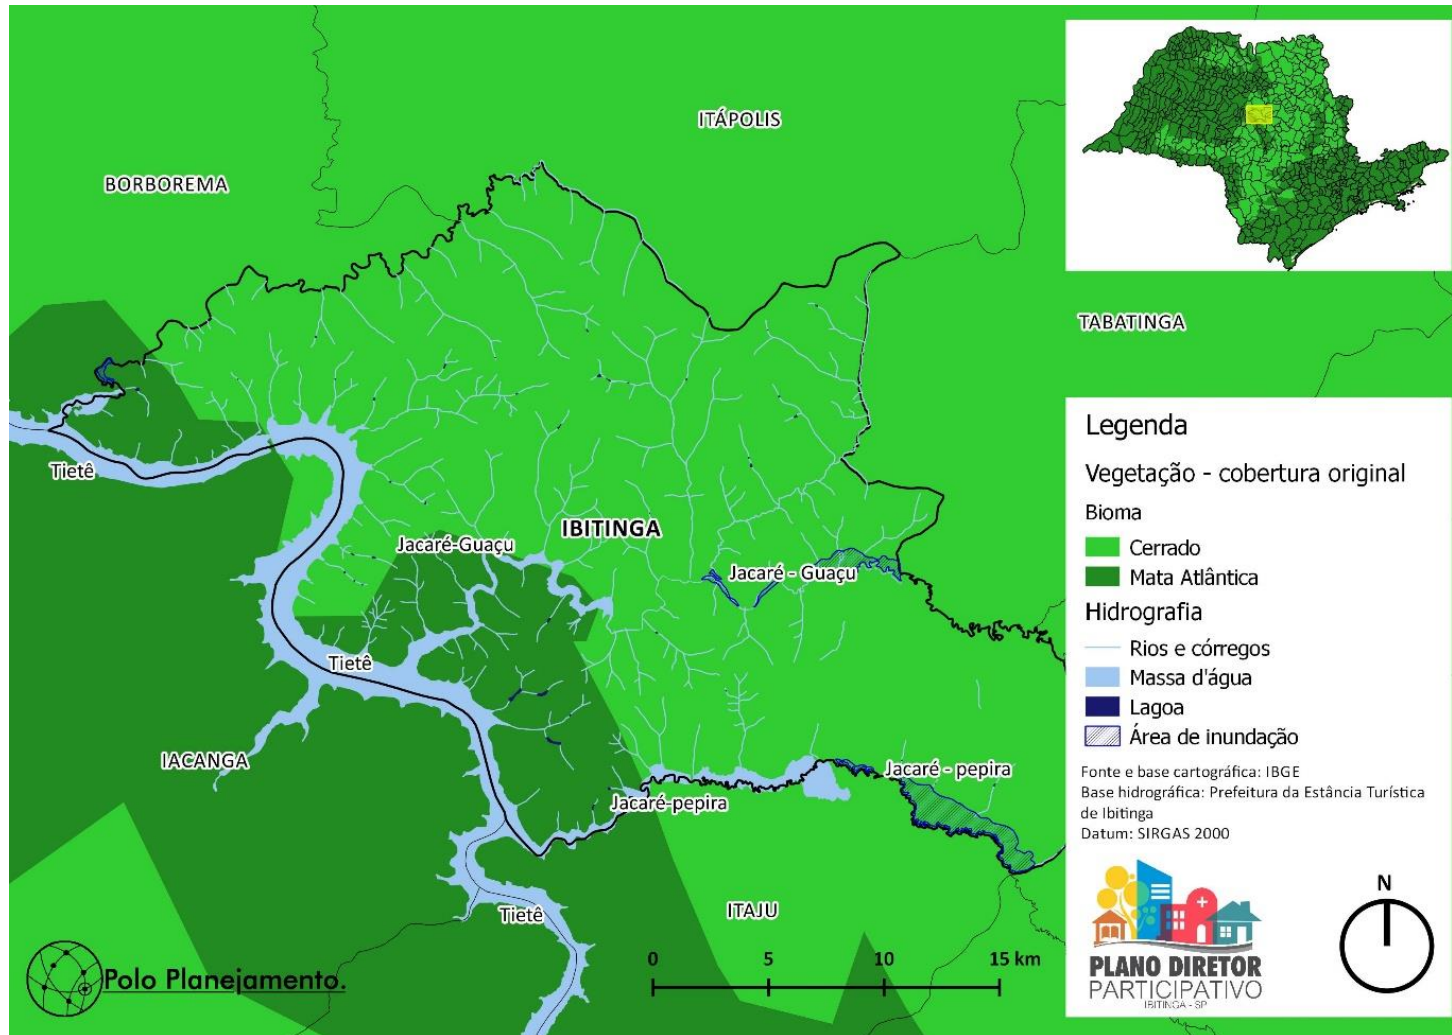 ITÁPOLIS
BORBOREMA
TABATINGA
Tietê
IBITINGA
Jacaré-Guaçu
Jacaré - Guaçu
Tietê
IACANGA
Jacaré - pepira
Jacaré-pepira
Tietê
ITAJU
0 5 10 15 km
Polo Planejamento.
Legenda
Vegetação - cobertura original
Bioma
Cerrado
Mata Atlântica
Hidrografia
Rios e córregos
Massa d'água
Lagoa
Área de inundação
Fonte e base cartográfica: IBGE
Base hidrográfica: Prefeitura da Estância Turística
de Ibitinga
Datum: SIRGAS 2000
PLANO DIRETOR
PARTICIPATIVO
IBITINGA - SP
N